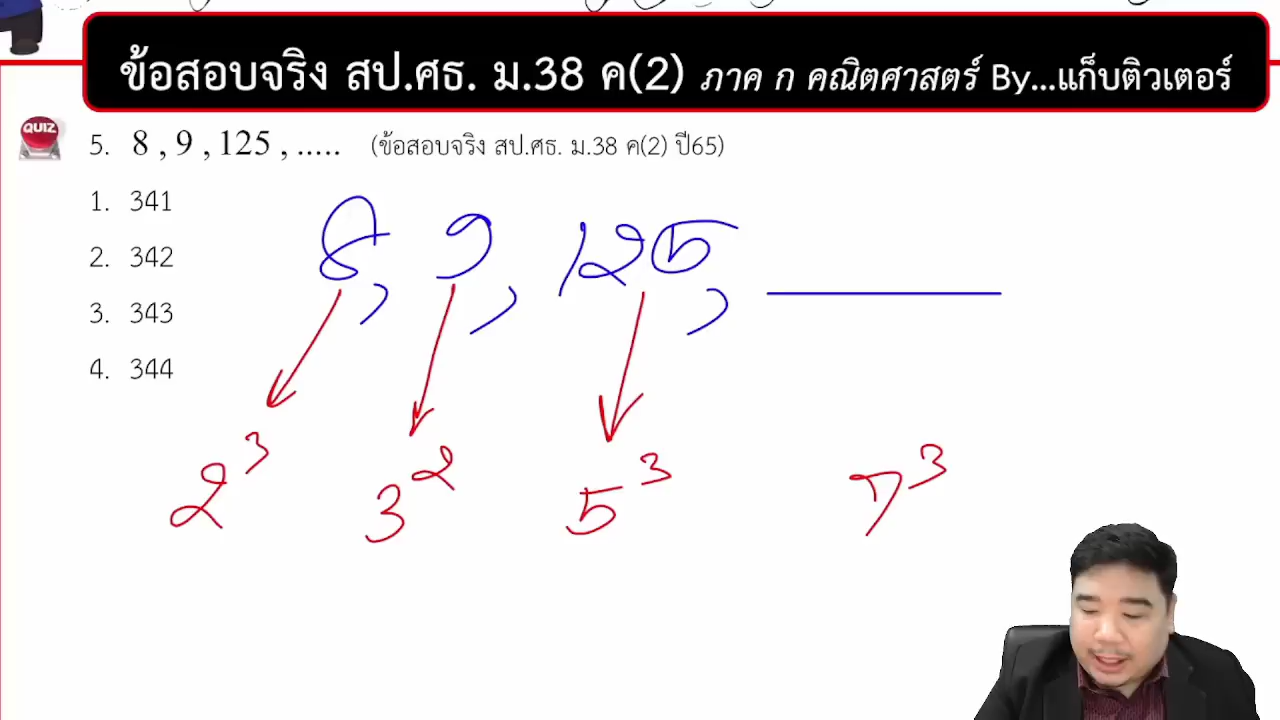 ข้อสอบจริง สป.ศธ. ม.38 ค(2) ภาค ก คณิตศาสตร์ By...แก็บติวเตอร์
QUIZ
5. 8 , 9 , 125 , ..... (ข้อสอบจริง สป.ศธ. ม.38 ค(2) ปี65)
1. 341
2. 342
3. 343
4. 344
8, 9, 125, 
2³ 3² 5³ 7³